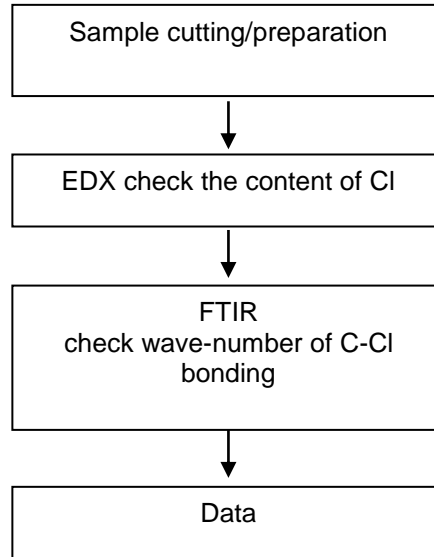 Sample cutting/preparation
EDX check the content of Cl
FTIR
check wave-number of C-Cl
bonding
Data